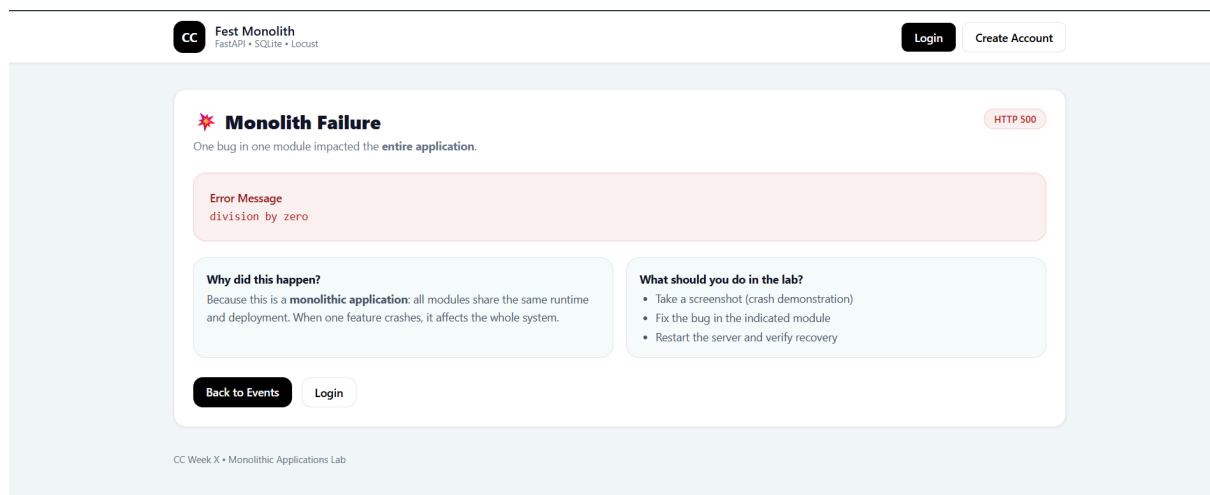 CC
Fest Monolith
FastAPI • SQLite • Locust
Login
Create Account
Monolith Failure
HTTP 500
One bug in one module impacted the entire application.
Error Message
division by zero
Why did this happen?
Because this is a monolithic application: all modules share the same runtime
and deployment. When one feature crashes, it affects the whole system.
What should you do in the lab?
• Take a screenshot (crash demonstration)
• Fix the bug in the indicated module
• Restart the server and verify recovery
Back to Events
Login
CC Week X • Monolithic Applications Lab